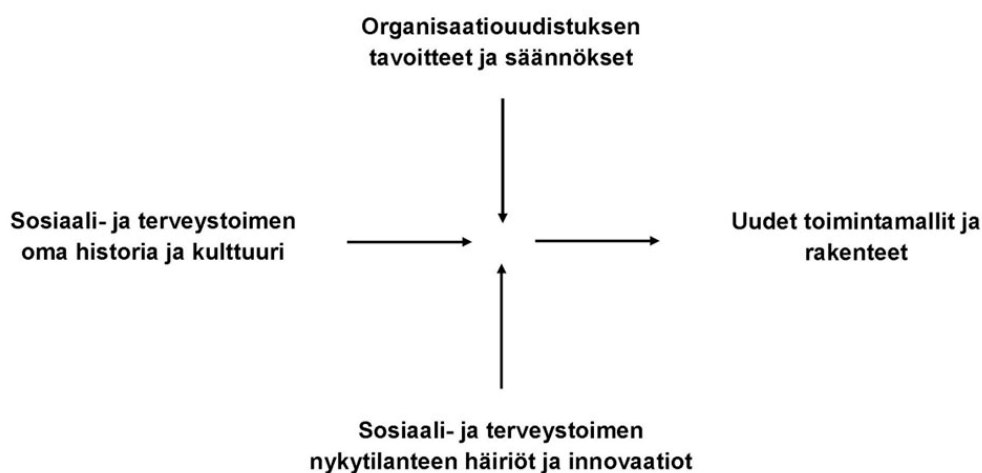 Organisaatiouudistuksen
tavoitteet ja säännökset
Sosiaali- ja terveystoimen
oma historia ja kulttuuri
Uudet toimintamallit ja
rakenteet
Sosiaali- ja terveystoimen
nykytilanteen häiriöt ja innovaatiot